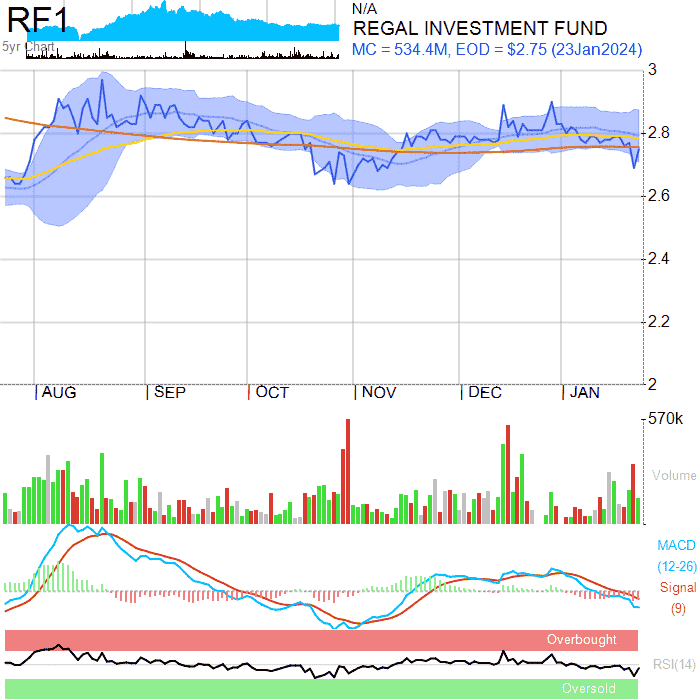 RF1
5yr Chart
N/A
REGAL INVESTMENT FUND
MC = 534.4M, EOD = $2.75 (23Jan2024)
3
2.8
2.6
2.4
2.2
2
AUG SEP OCT NOV DEC JAN
570k
Volume
MACD
(12-26)
Signal
(9)
Overbought
RSI(14)
Oversold